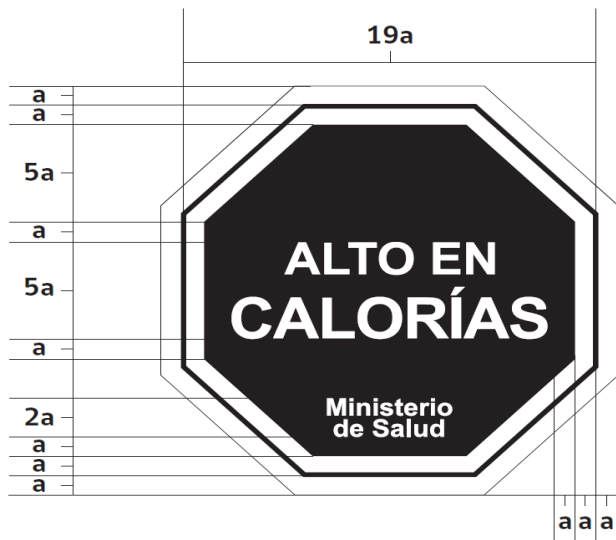 19a
a
a
5a
a
5a
a
2a
a
a
a
ALTO EN
CALORÍAS
Ministerio
de Salud
a a a